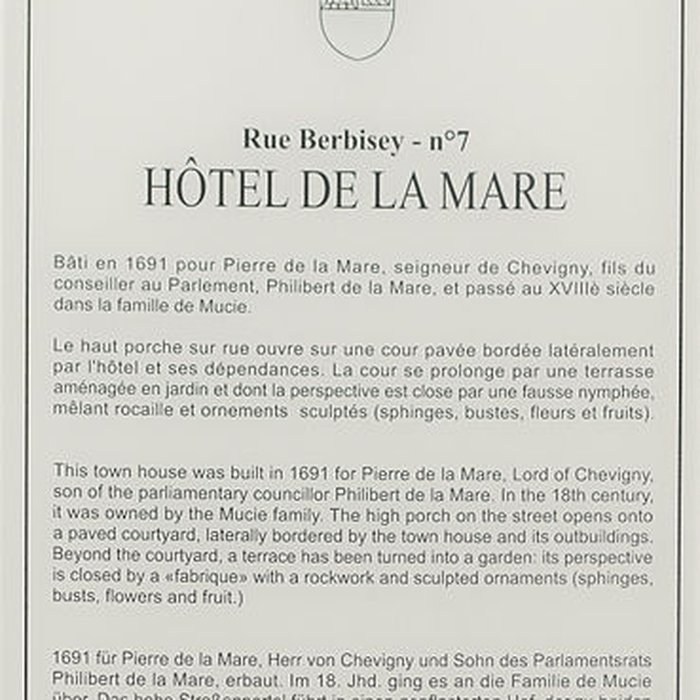 Rue Berbisey - n°7
HÔTEL DE LA MARE
Bâti en 1691 pour Pierre de la Mare, seigneur de Chevigny, fils du
conseiller au Parlement, Philibert de la Mare, et passé au XVIIIè siècle
dans la famille de Mucie.
Le haut porche sur rue ouvre sur une cour pavée bordée latéralement
par l'hôtel et ses dépendances. La cour se prolonge par une terrasse
aménagée en jardin et dont la perspective est close par une fausse nymphée,
mêlant rocaille et ornements sculptés (sphinges, bustes, fleurs et fruits).
This town house was built in 1691 for Pierre de la Mare, Lord of Chevigny,
son of the parliamentary councillor Philibert de la Mare. In the 18th century,
it was owned by the Mucie family. The high porch on the street opens onto
a paved courtyard, laterally bordered by the town house and its outbuildings.
Beyond the courtyard, a terrace has been turned into a garden: its perspective
is closed by a «fabrique» with a rockwork and sculpted ornaments (sphinges,
busts, flowers and fruit.)
1691 für Pierre de la Mare, Herr von Chevigny und Sohn des Parlamentsrats
Philibert de la Mare, erbaut. Im 18. Jhd. ging es an die Familie de Mucie
über. Das hohe Straßenportal führt in einen gepflasterten Hof, der